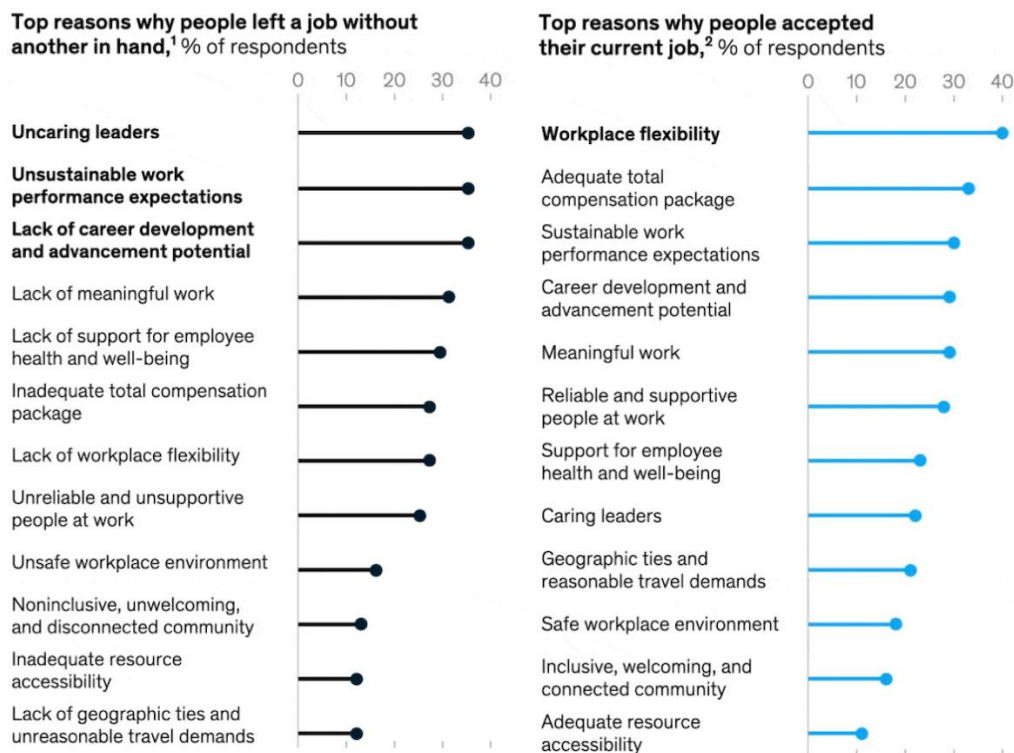 Top reasons why people left a job without
another in hand,¹ % of respondents
0 10 20 30 40
Uncaring leaders
Unsustainable work
performance expectations
Lack of career development
and advancement potential
Lack of meaningful work
Lack of support for employee
health and well-being
Inadequate total compensation
package
Lack of workplace flexibility
Unreliable and unsupportive
people at work
Unsafe workplace environment
Noninclusive, unwelcoming,
and disconnected community
Inadequate resource
accessibility
Lack of geographic ties and
unreasonable travel demands
Top reasons why people accepted
their current job,² % of respondents
0 10 20 30 40
Workplace flexibility
Adequate total
compensation package
Sustainable work
performance expectations
Career development and
advancement potential
Meaningful work
Reliable and supportive
people at work
Support for employee
health and well-being
Caring leaders
Geographic ties and
reasonable travel demands
Safe workplace environment
Inclusive, welcoming, and
connected community
Adequate resource
accessibility